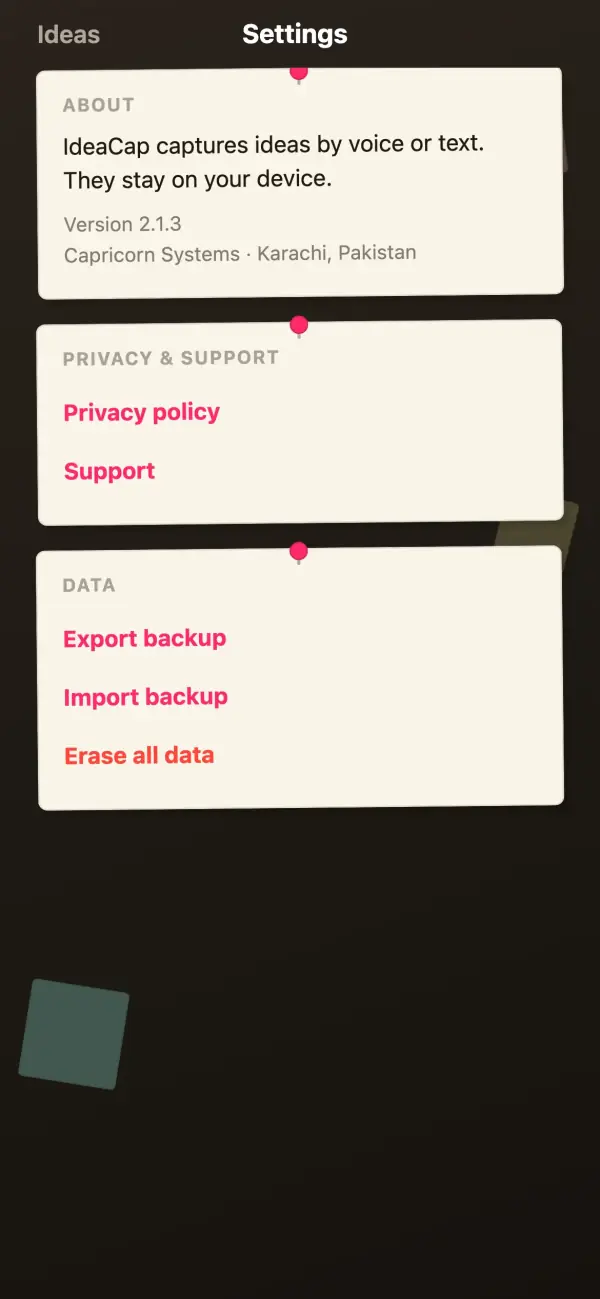 Ideas
Settings
ABOUT
IdeaCap captures ideas by voice or text.
They stay on your device.
Version 2.1.3
Capricorn Systems · Karachi, Pakistan
PRIVACY & SUPPORT
Privacy policy
Support
DATA
Export backup
Import backup
Erase all data